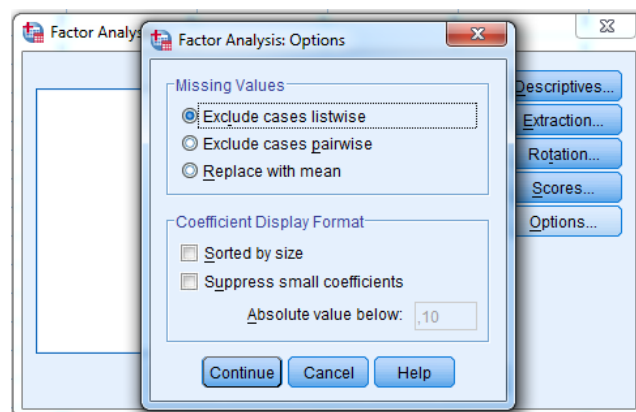 Factor Analys
Factor Analysis: Options
Missing Values
Exclude cases listwise
Exclude cases pairwise
Replace with mean
Coefficient Display Format
Sorted by size
Suppress small coefficients
Absolute value below: ,10
Continue Cancel Help
Descriptives...
Extraction...
Rotation...
Scores...
Options...